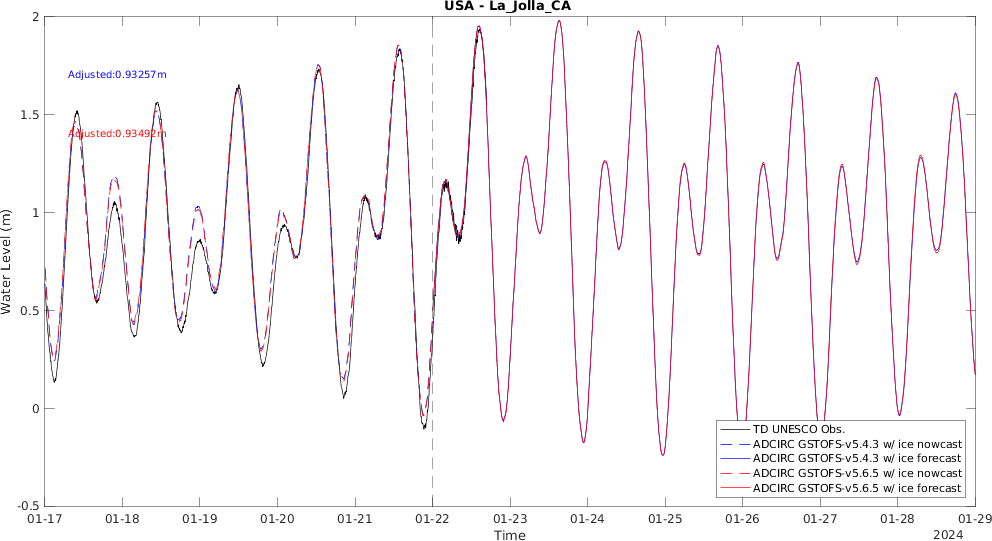 USA - La_Jolla_CA
Adjusted:0.93257m
Adjusted:0.93492m
Water Level (m)
2
1.5
1
0.5
0
-0.5
TD UNESCO Obs.
ADCIRC GSTOFS-v5.4.3 w/ ice nowcast
ADCIRC GSTOFS-v5.4.3 w/ ice forecast
ADCIRC GSTOFS-v5.6.5 w/ ice nowcast
ADCIRC GSTOFS-v5.6.5 w/ ice forecast
01-17 01-18 01-19 01-20 01-21 01-22 01-23 01-24 01-25 01-26 01-27 01-28 01-29
Time
2024